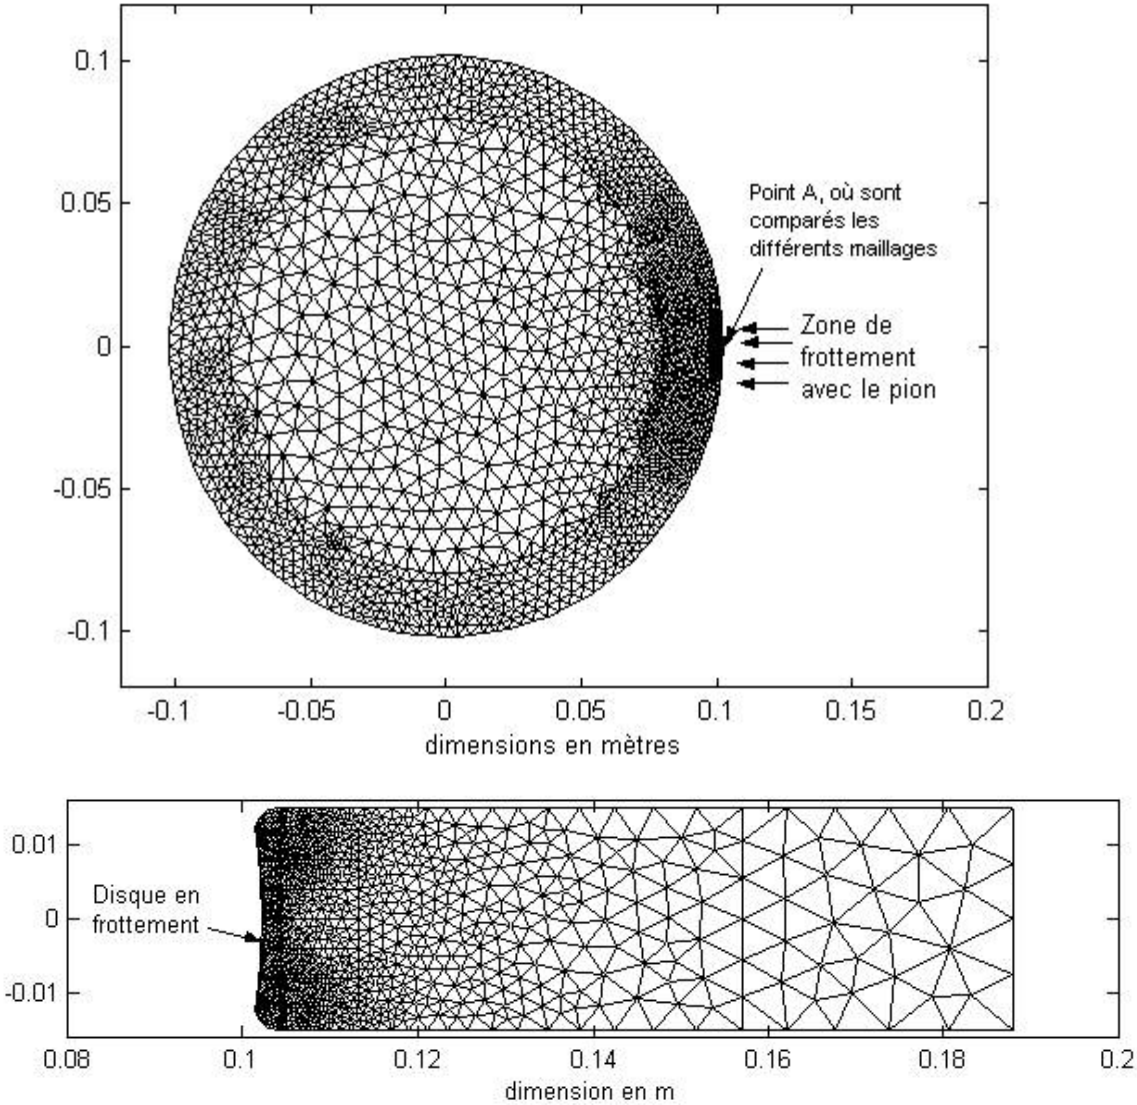 0.1
0.05
0
-0.05
-0.1
Point A, où sont
comparés les
différents maillages
Zone de
frottement
avec le pion
-0.1 -0.05 0 0.05 0.1 0.15 0.2
dimensions en mètres
0.01
0
-0.01
Disque en
frottement
0.08 0.1 0.12 0.14 0.16 0.18 0.2
dimension en m